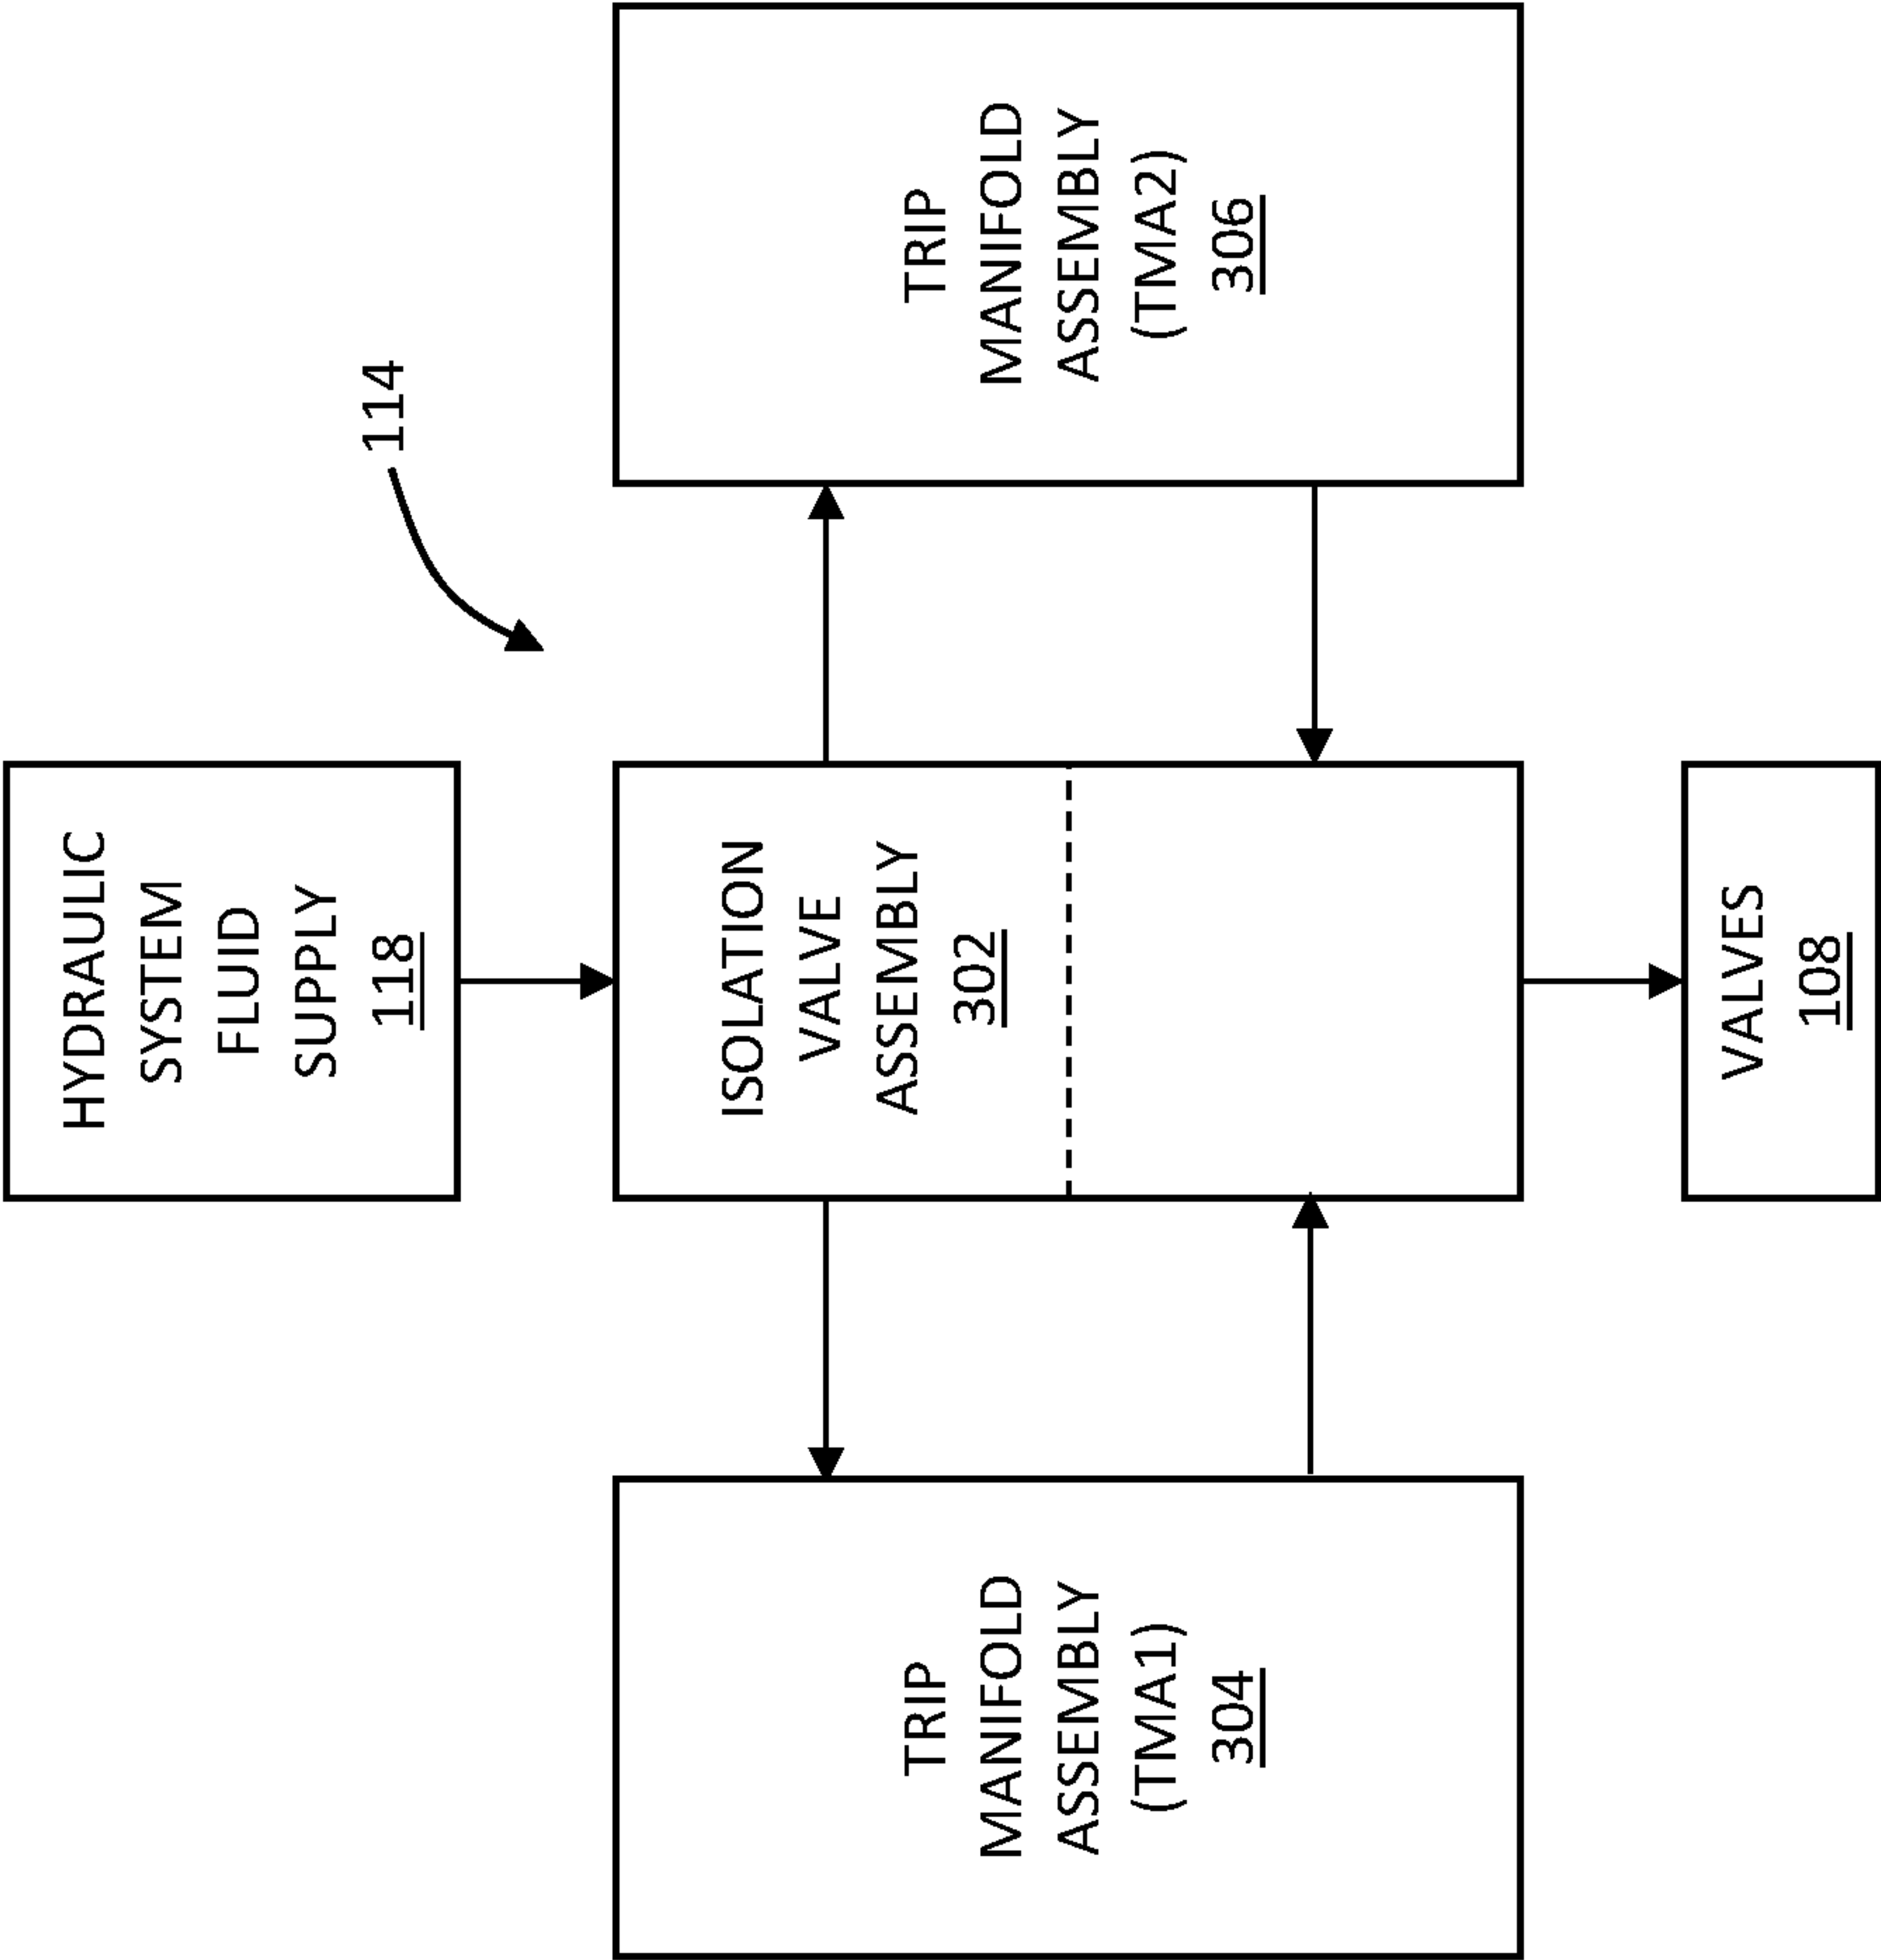 114
HYDRAULIC
SYSTEM
FLUID
SUPPLY
118
TRIP
MANIFOLD
ASSEMBLY
(TMA1)
304
ISOLATION
VALVE
ASSEMBLY
302
TRIP
MANIFOLD
ASSEMBLY
(TMA2)
306
VALVES
108